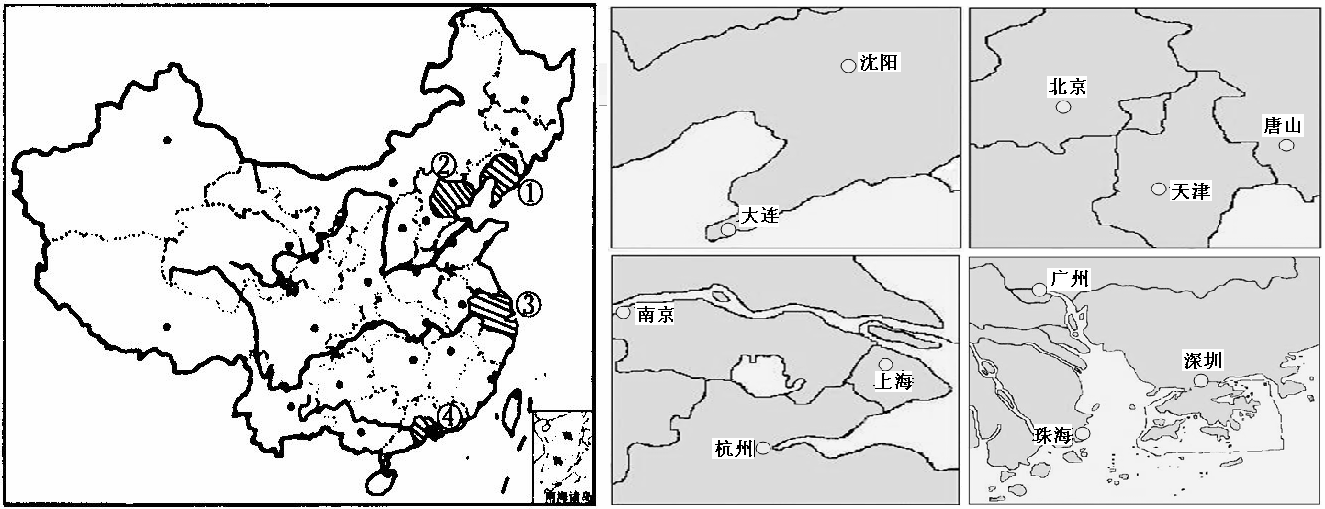 ②
①
③
④
南海诸岛
沈阳
大连
北京
唐山
天津
南京
上海
杭州
广州
深圳
珠海